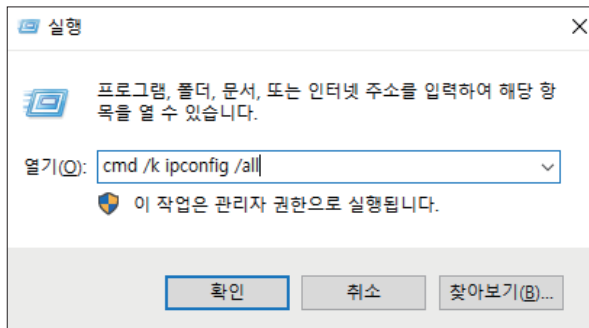 실행
프로그램, 폴더, 문서, 또는 인터넷 주소를 입력하여 해당 항
목을 열 수 있습니다.
열기(O): cmd /k ipconfig /all
이 작업은 관리자 권한으로 실행됩니다.
확인 취소 찾아보기(B)...